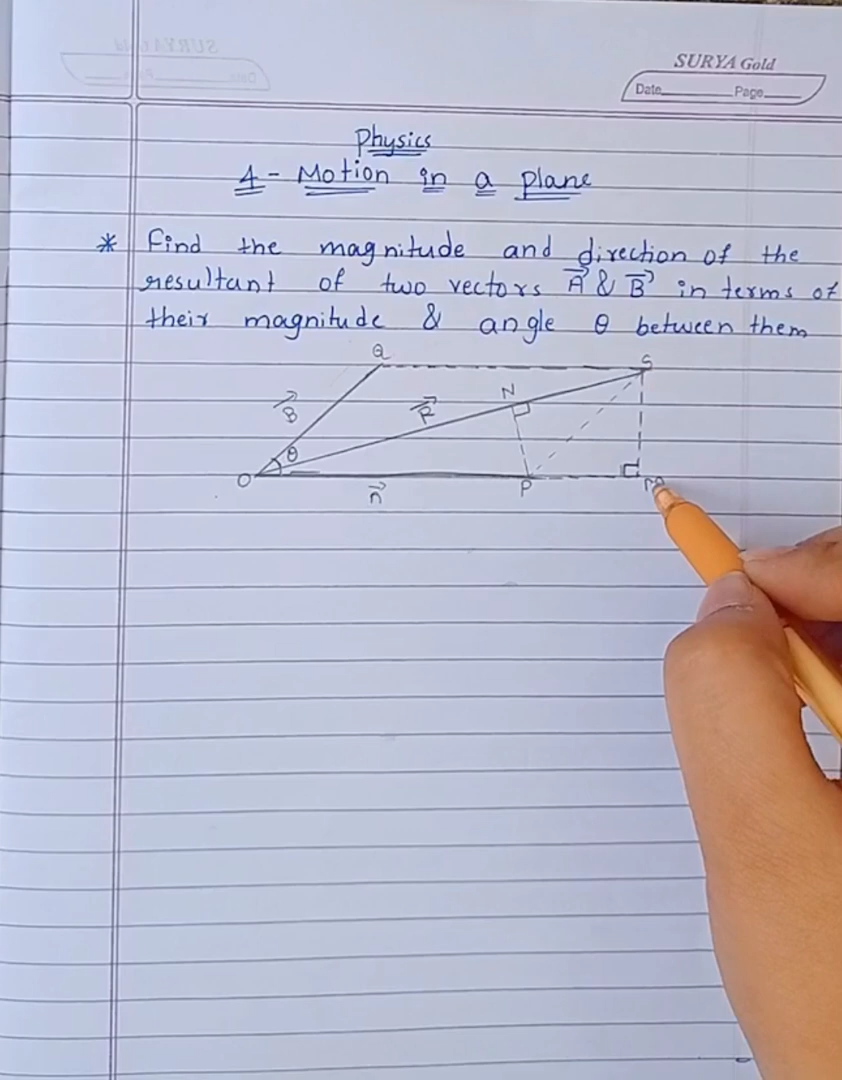 SURYA Gold
Date Page
Physics
4 - Motion in a plane
* Find the magnitude and direction of the
resultant of two vectors A⃗ & B⃗ in terms of
their magnitude & angle θ between them
Q S
N
B⃗ R⃗
θ
O P M
n⃗